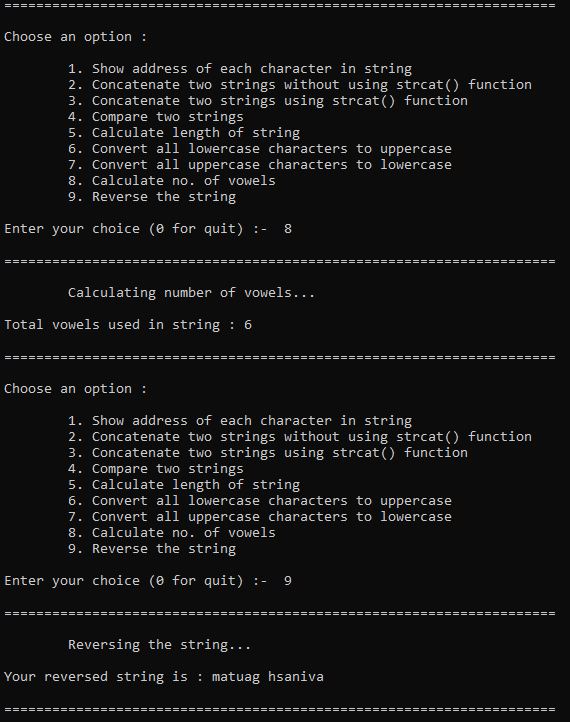 =====================================================================
Choose an option :
1. Show address of each character in string
2. Concatenate two strings without using strcat() function
3. Concatenate two strings using strcat() function
4. Compare two strings
5. Calculate length of string
6. Convert all lowercase characters to uppercase
7. Convert all uppercase characters to lowercase
8. Calculate no. of vowels
9. Reverse the string
Enter your choice (0 for quit) :-  8
=====================================================================
Calculating number of vowels...
Total vowels used in string : 6
=====================================================================
Choose an option :
1. Show address of each character in string
2. Concatenate two strings without using strcat() function
3. Concatenate two strings using strcat() function
4. Compare two strings
5. Calculate length of string
6. Convert all lowercase characters to uppercase
7. Convert all uppercase characters to lowercase
8. Calculate no. of vowels
9. Reverse the string
Enter your choice (0 for quit) :-  9
=====================================================================
Reversing the string...
Your reversed string is : matuag hsaniva
=====================================================================